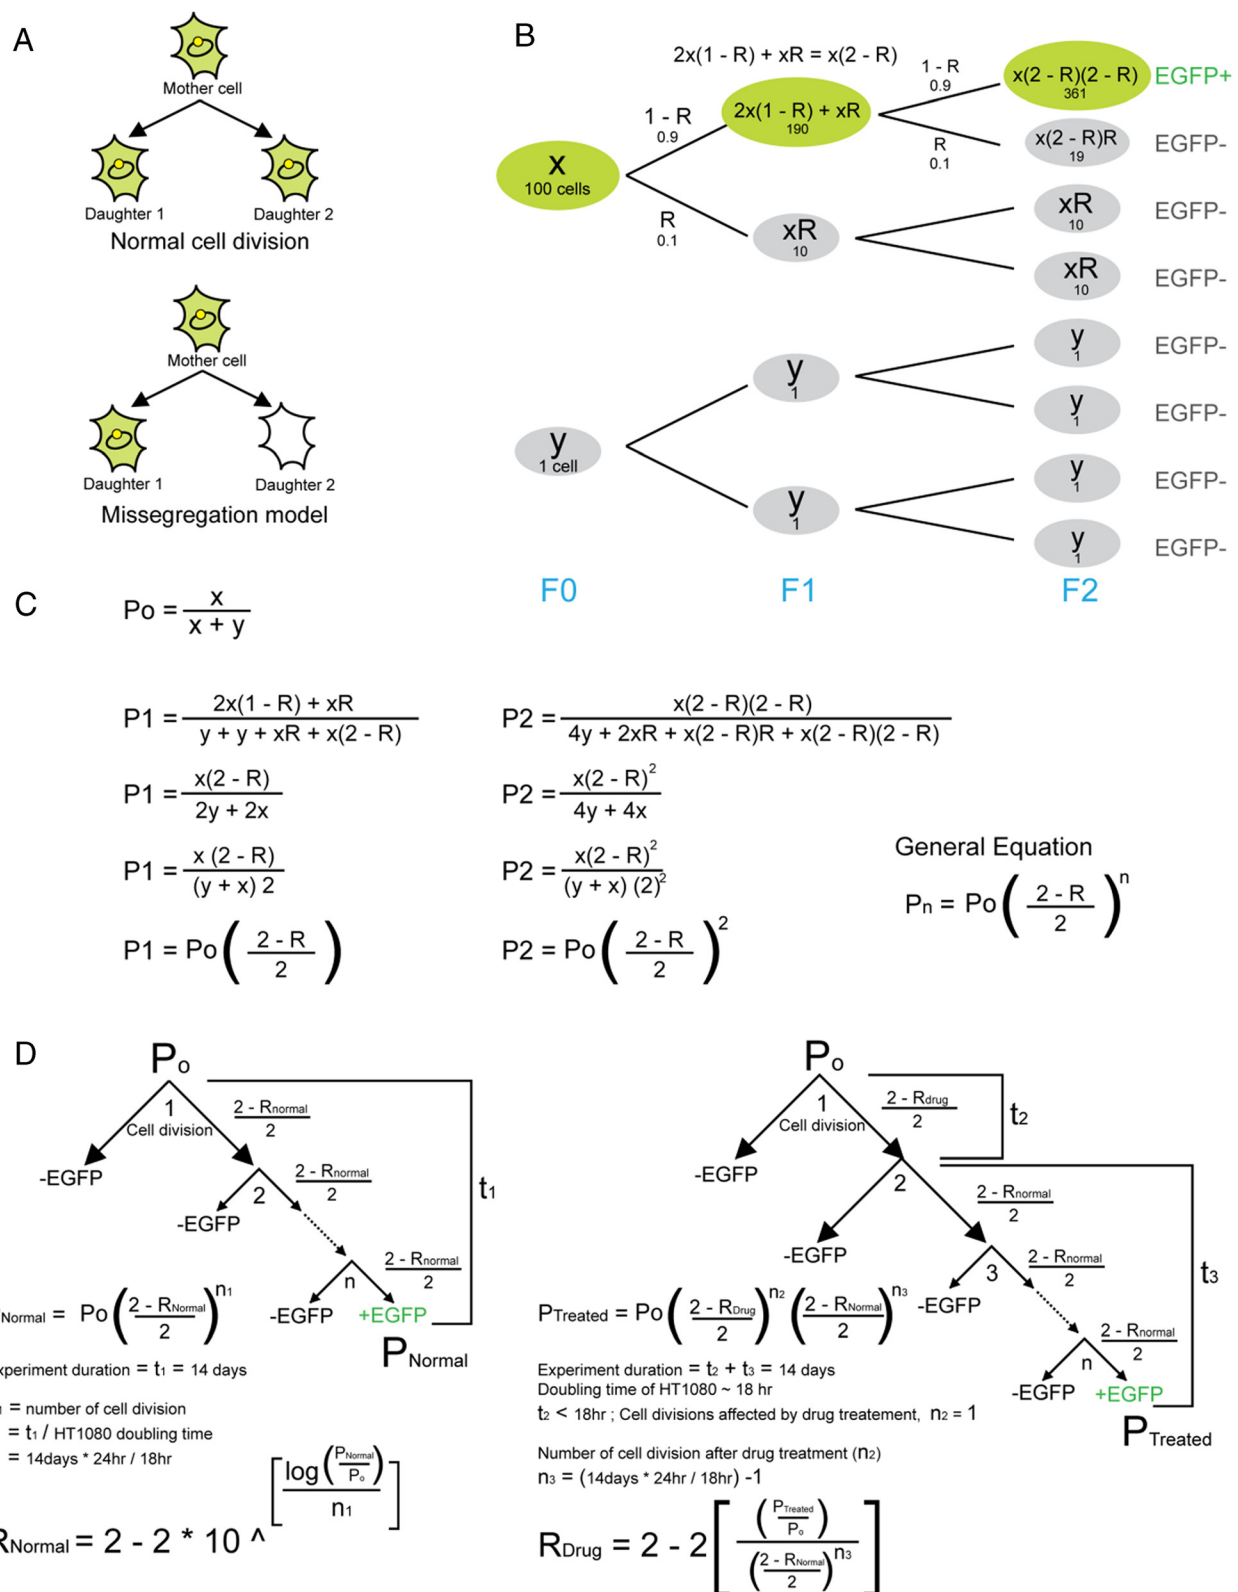 A
Mother cell
Daughter 1 Daughter 2
Normal cell division
Mother cell
Daughter 1 Daughter 2
Missegregation model
B
2x(1 - R) + xR = x(2 - R)
x
100 cells
1 - R
0.9
R
0.1
2x(1 - R) + xR
190
xR
10
1 - R
0.9
R
0.1
x(2 - R)(2 - R)
361
EGFP+
x(2 - R)R
19
EGFP-
xR
10
EGFP-
xR
10
EGFP-
y
1 cell
y
1
y
1
y
1
EGFP-
y
1
EGFP-
y
1
EGFP-
y
1
EGFP-
F0 F1 F2
C
Po = x / x + y
P1 = 2x(1 - R) + xR / y + y + xR + x(2 - R)
P1 = x(2 - R) / 2y + 2x
P1 = x (2 - R) / (y + x) 2
P1 = Po ( 2 - R / 2 )
P2 = x(2 - R)(2 - R) / 4y + 2xR + x(2 - R)R + x(2 - R)(2 - R)
P2 = x(2 - R)² / 4y + 4x
P2 = x(2 - R)² / (y + x) (2)²
P2 = Po ( 2 - R / 2 )²
General Equation
Pn = Po ( 2 - R / 2 )ⁿ
D
Po
1
Cell division
2 - Rnormal / 2
-EGFP
2
2 - Rnormal / 2
-EGFP
n
2 - Rnormal / 2
-EGFP +EGFP
t1
PNormal
Normal = Po ( 2 - RNormal / 2 )^n1
xperiment duration = t1 = 14 days
1 = number of cell division
= t1 / HT1080 doubling time
= 14days * 24hr / 18hr
RNormal = 2 - 2 * 10 ^ [ log ( PNormal / Po ) / n1 ]
Po
1
Cell division
2 - Rdrug / 2
t2
-EGFP
2
2 - Rnormal / 2
-EGFP
3
2 - Rnormal / 2
-EGFP
n
2 - Rnormal / 2
-EGFP +EGFP
t3
PTreated
PTreated = Po ( 2 - RDrug / 2 )^n2 ( 2 - RNormal / 2 )^n3
Experiment duration = t2 + t3 = 14 days
Doubling time of HT1080 ~ 18 hr
t2 < 18hr ; Cell divisions affected by drug treatement, n2 = 1
Number of cell division after drug treatment (n2)
n3 = (14days * 24hr / 18hr) -1
RDrug = 2 - 2 [ ( PTreated / Po ) / ( 2 - RNormal / 2 )^n3 ]